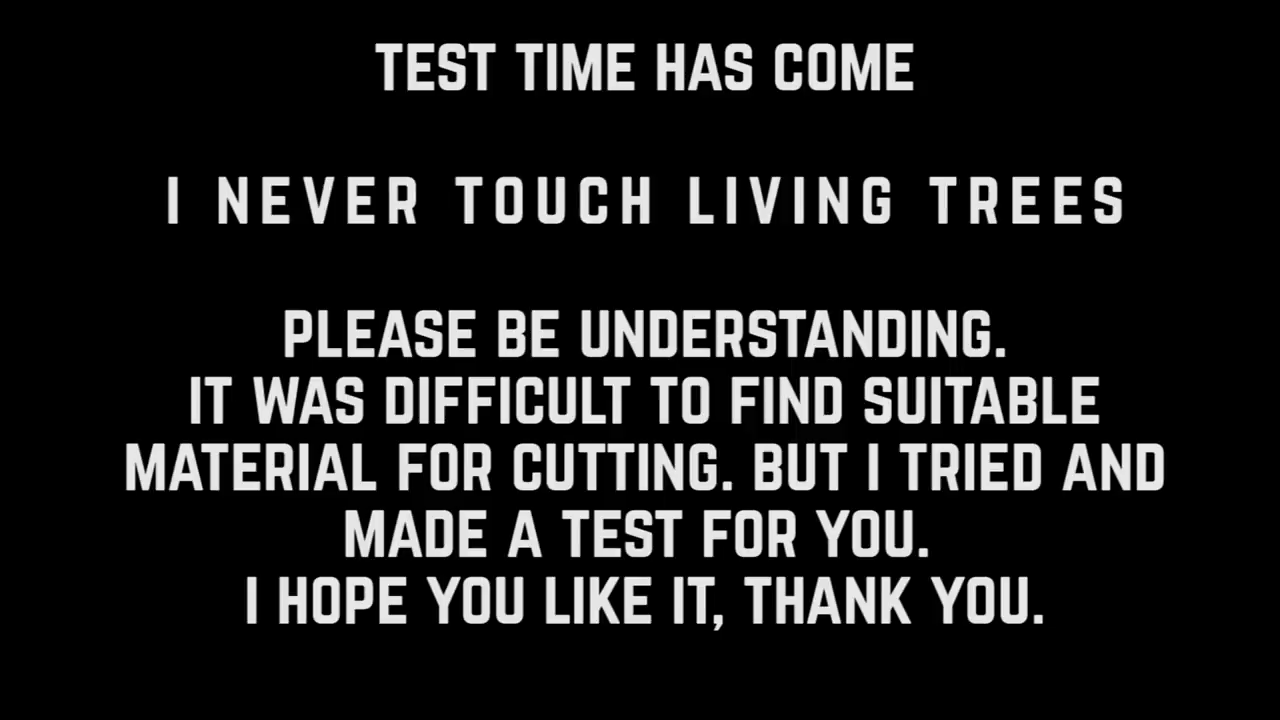 TEST TIME HAS COME
I NEVER TOUCH LIVING TREES
PLEASE BE UNDERSTANDING.
IT WAS DIFFICULT TO FIND SUITABLE
MATERIAL FOR CUTTING. BUT I TRIED AND
MADE A TEST FOR YOU.
I HOPE YOU LIKE IT, THANK YOU.